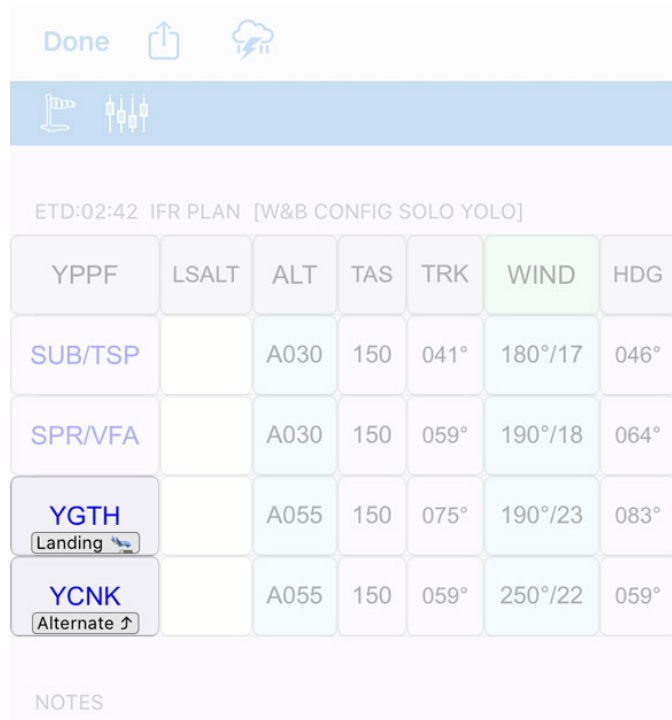 Done
ETD:02:42 IFR PLAN [W&B CONFIG SOLO YOLO]
YPPF LSALT ALT TAS TRK WIND HDG
SUB/TSP A030 150 041° 180°/17 046°
SPR/VFA A030 150 059° 190°/18 064°
YGTH A055 150 075° 190°/23 083°
Landing
YCNK A055 150 059° 250°/22 059°
Alternate
NOTES